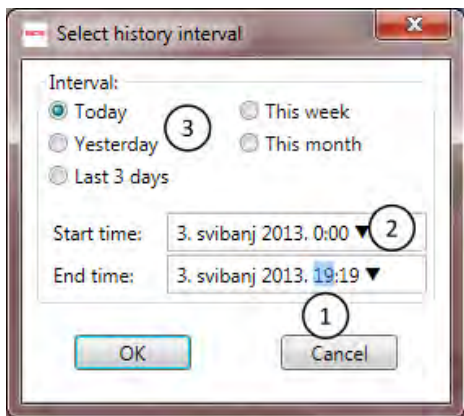 Select history interval
Interval:
Today
This week
Yesterday
3
This month
Last 3 days
Start time:
3. svibanj 2013. 0:00
2
End time:
3. svibanj 2013. 19:19
1
OK
Cancel